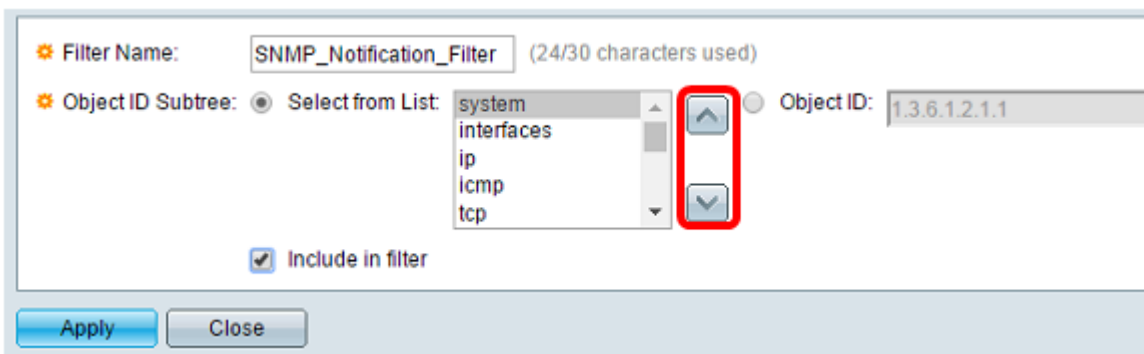 Filter Name: SNMP_Notification_Filter (24/30 characters used)
Object ID Subtree: Select from List: system Object ID: 1.3.6.1.2.1.1
interfaces
ip
icmp
tcp
Include in filter
Apply Close